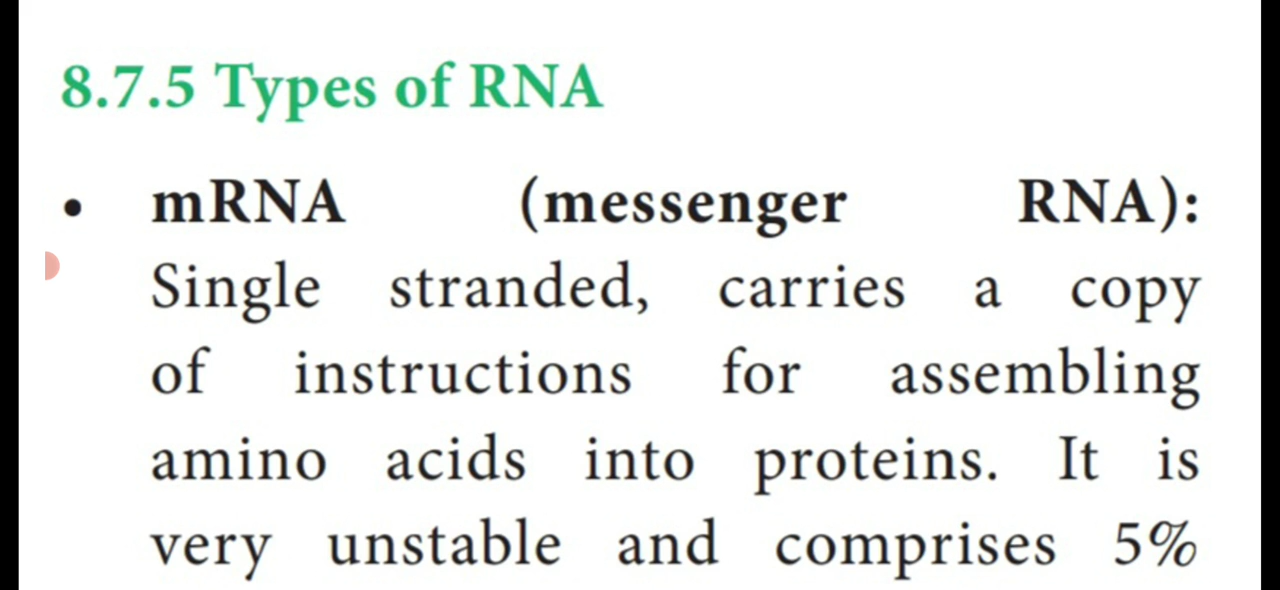 8.7.5 Types of RNA
• mRNA (messenger RNA):
Single stranded, carries a copy
of instructions for assembling
amino acids into proteins. It is
very unstable and comprises 5%